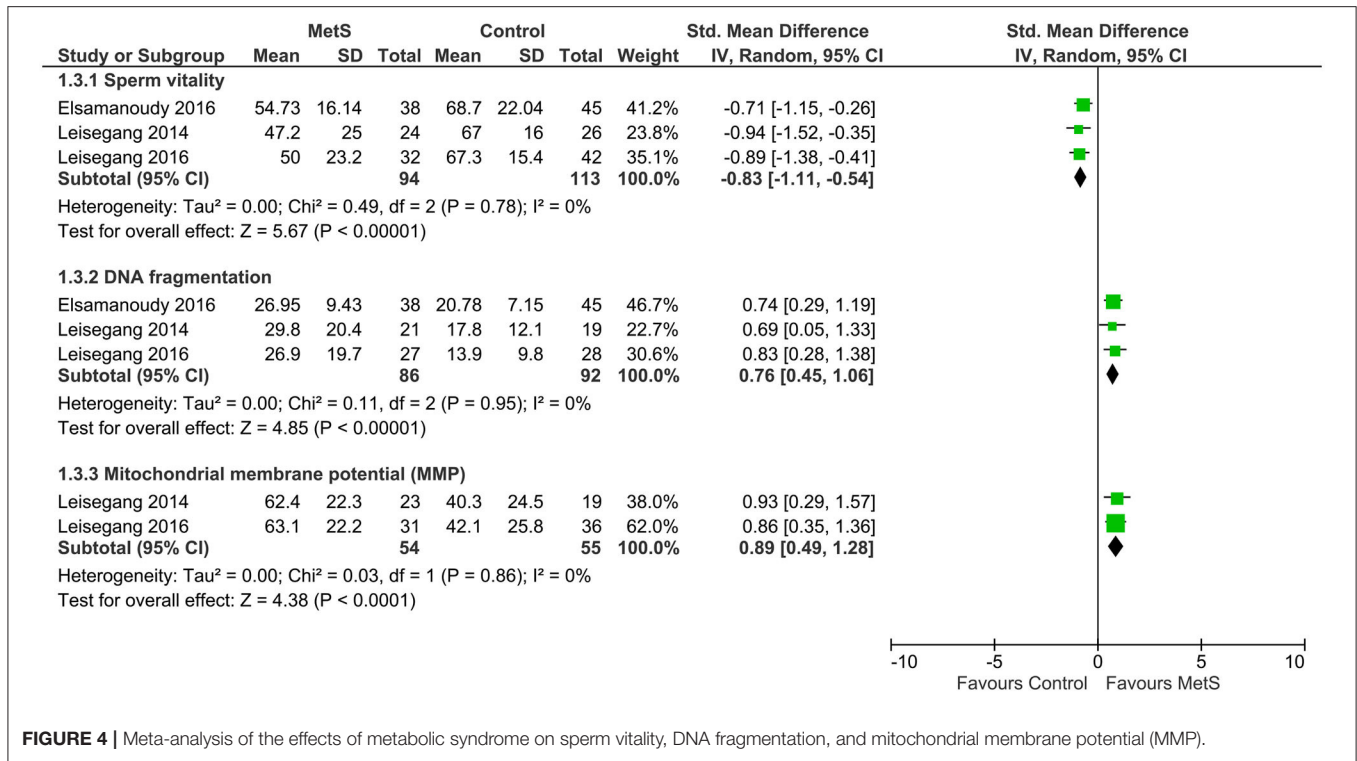 MetS Control Std. Mean Difference Std. Mean Difference
Study or Subgroup Mean SD Total Mean SD Total Weight IV, Random, 95% CI IV, Random, 95% CI
1.3.1 Sperm vitality
Elsamanoudy 2016 54.73 16.14 38 68.7 22.04 45 41.2% -0.71 [-1.15, -0.26]
Leisegang 2014 47.2 25 24 67 16 26 23.8% -0.94 [-1.52, -0.35]
Leisegang 2016 50 23.2 32 67.3 15.4 42 35.1% -0.89 [-1.38, -0.41]
Subtotal (95% CI) 94 113 100.0% -0.83 [-1.11, -0.54]
Heterogeneity: Tau² = 0.00; Chi² = 0.49, df = 2 (P = 0.78); I² = 0%
Test for overall effect: Z = 5.67 (P < 0.00001)
1.3.2 DNA fragmentation
Elsamanoudy 2016 26.95 9.43 38 20.78 7.15 45 46.7% 0.74 [0.29, 1.19]
Leisegang 2014 29.8 20.4 21 17.8 12.1 19 22.7% 0.69 [0.05, 1.33]
Leisegang 2016 26.9 19.7 27 13.9 9.8 28 30.6% 0.83 [0.28, 1.38]
Subtotal (95% CI) 86 92 100.0% 0.76 [0.45, 1.06]
Heterogeneity: Tau² = 0.00; Chi² = 0.11, df = 2 (P = 0.95); I² = 0%
Test for overall effect: Z = 4.85 (P < 0.00001)
1.3.3 Mitochondrial membrane potential (MMP)
Leisegang 2014 62.4 22.3 23 40.3 24.5 19 38.0% 0.93 [0.29, 1.57]
Leisegang 2016 63.1 22.2 31 42.1 25.8 36 62.0% 0.86 [0.35, 1.36]
Subtotal (95% CI) 54 55 100.0% 0.89 [0.49, 1.28]
Heterogeneity: Tau² = 0.00; Chi² = 0.03, df = 1 (P = 0.86); I² = 0%
Test for overall effect: Z = 4.38 (P < 0.0001)
-10 -5 0 5 10
Favours Control Favours MetS
FIGURE 4 | Meta-analysis of the effects of metabolic syndrome on sperm vitality, DNA fragmentation, and mitochondrial membrane potential (MMP).